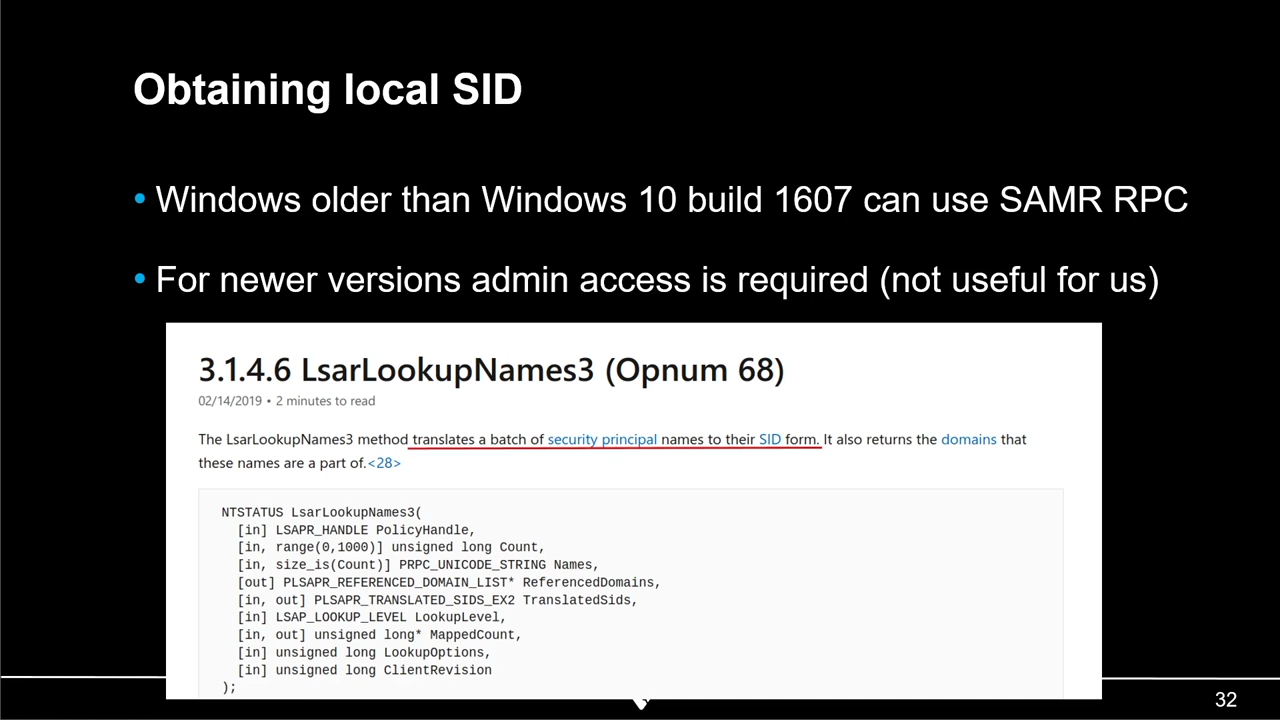 Obtaining local SID
• Windows older than Windows 10 build 1607 can use SAMR RPC
• For newer versions admin access is required (not useful for us)
3.1.4.6 LsarLookupNames3 (Opnum 68)
02/14/2019 • 2 minutes to read
The LsarLookupNames3 method translates a batch of security principal names to their SID form. It also returns the domains that
these names are a part of.<28>
NTSTATUS LsarLookupNames3(
[in] LSAPR_HANDLE PolicyHandle,
[in, range(0,1000)] unsigned long Count,
[in, size_is(Count)] PRPC_UNICODE_STRING Names,
[out] PLSAPR_REFERENCED_DOMAIN_LIST* ReferencedDomains,
[in, out] PLSAPR_TRANSLATED_SIDS_EX2 TranslatedSids,
[in] LSAP_LOOKUP_LEVEL LookupLevel,
[in, out] unsigned long* MappedCount,
[in] unsigned long LookupOptions,
[in] unsigned long ClientRevision
);
32